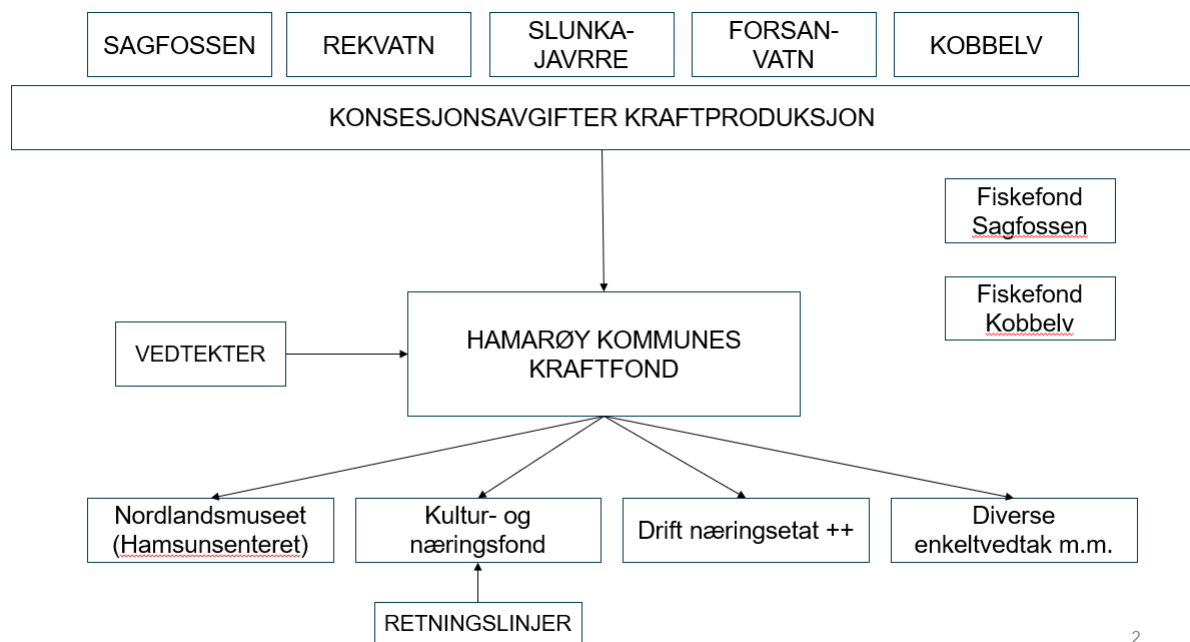 SAGFOSSEN
REKVATN
SLUNKA-
JAVRRE
FORSAN-
VATN
KOBBELV
KONSESJONSAVGIFTER KRAFTPRODUKSJON
Fiskefond
Sagfossen
Fiskefond
Kobbelv
VEDTEKTER
HAMARØY KOMMUNES
KRAFTFOND
Nordlandsmuseet
(Hamsunsenteret)
Kultur- og
næringsfond
Drift næringsetat ++
Diverse
enkeltvedtak m.m.
RETNINGSLINJER
2